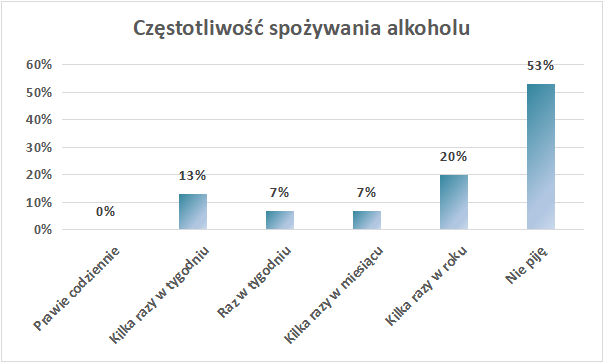 Częstotliwość spożywania alkoholu
60%
50%
40%
30%
20%
10%
0%
0%
13%
7%
7%
20%
53%
Prawie codziennie
Kilka razy w tygodniu
Raz w tygodniu
Kilka razy w miesiącu
Kilka razy w roku
Nie piję